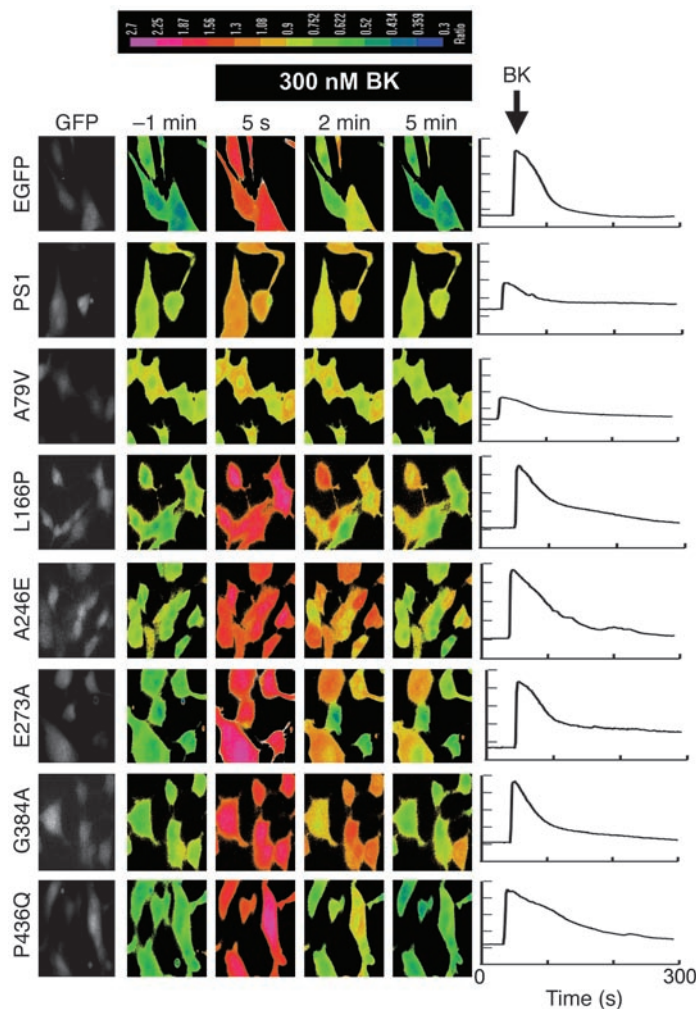 2.7 2.25 1.87 1.56 1.3 1.08 0.9 0.752 0.622 0.52 0.434 0.359 0.3 Ratio
300 nM BK
BK
GFP –1 min 5 s 2 min 5 min
EGFP
PS1
A79V
L166P
A246E
E273A
G384A
P436Q
0 300
Time (s)